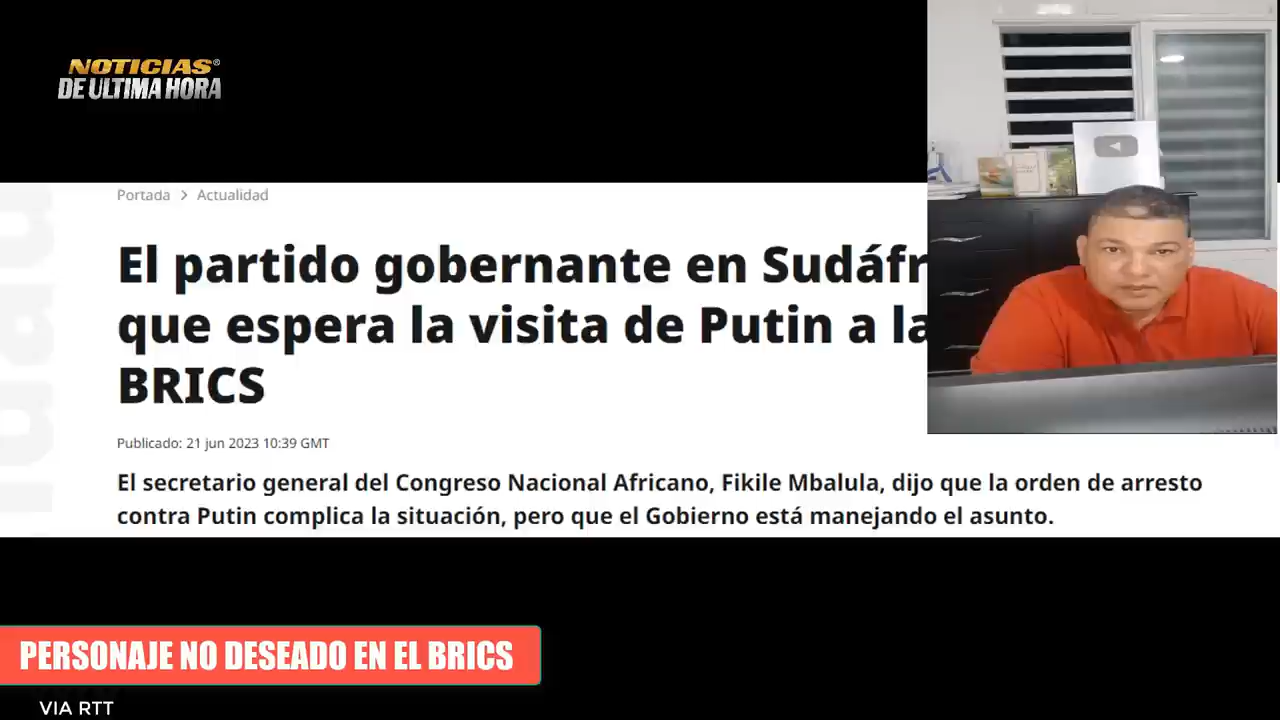 NOTICIAS®
DE ULTIMA HORA
Portada > Actualidad
El partido gobernante en Sudáfr
que espera la visita de Putin a la
BRICS
Publicado: 21 jun 2023 10:39 GMT
El secretario general del Congreso Nacional Africano, Fikile Mbalula, dijo que la orden de arresto
contra Putin complica la situación, pero que el Gobierno está manejando el asunto.
PERSONAJE NO DESEADO EN EL BRICS
VIA RTT